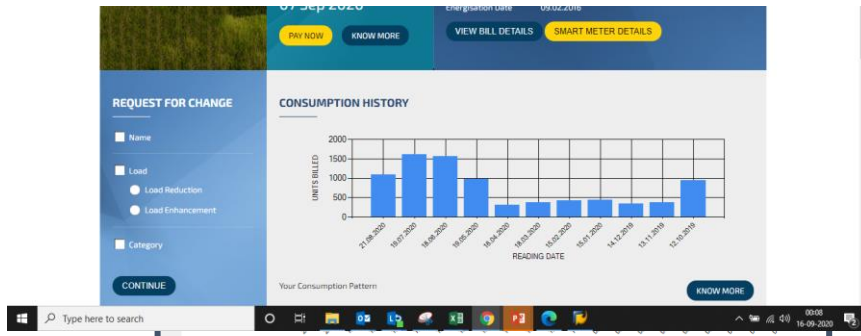 07 Sep 2020
Energisation Date 09.02.2016
PAY NOW KNOW MORE
VIEW BILL DETAILS SMART METER DETAILS
REQUEST FOR CHANGE
Name
Load
Load Reduction
Load Enhancement
Category
CONTINUE
CONSUMPTION HISTORY
UNITS BILLED
2000
1500
1000
500
0
21.08.2020
19.07.2020
18.06.2020
19.05.2020
16.04.2020
18.03.2020
15.02.2020
15.01.2020
14.12.2019
13.11.2019
12.10.2019
READING DATE
Your Consumption Pattern
KNOW MORE
Type here to search
00:08
16-09-2020